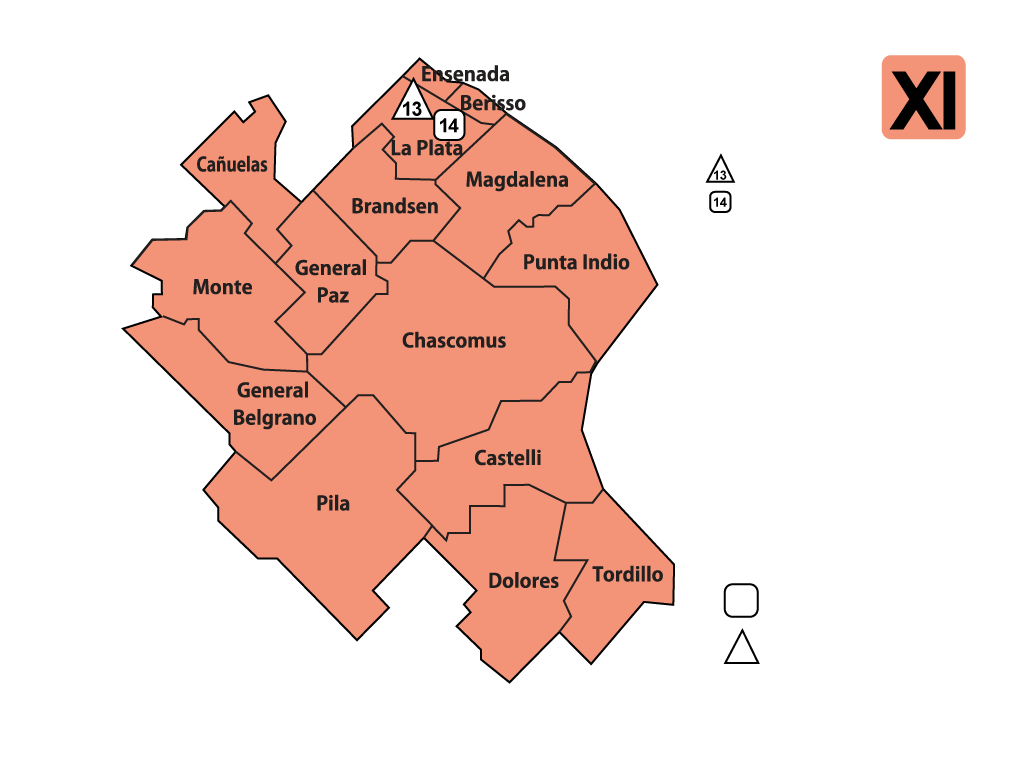 XI
Ensenada
Berisso
13
14
La Plata
Cañuelas
Magdalena
Brandsen
13
14
General
Paz
Punta Indio
Monte
Chascomus
General
Belgrano
Castelli
Pila
Dolores
Tordillo